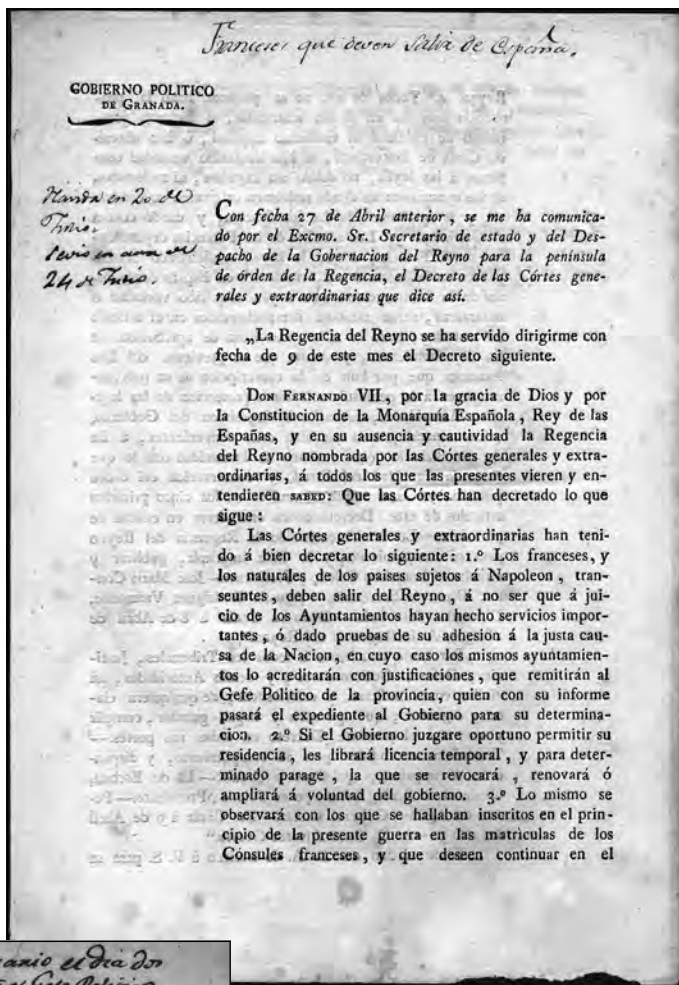 Franceses que deven Salir de España.
GOBIERNO POLITICO
DE GRANADA.
en 20 de
Junio.
24 de Junio.
Con fecha 27 de Abril anterior, se me ha comunica-
do por el Excmo. Sr. Secretario de estado y del Des-
pacho de la Gobernacion del Reyno para la península
de órden de la Regencia, el Decreto de las Córtes gene-
rales y extraordinarias que dice así.
„La Regencia del Reyno se ha servido dirigirme con
fecha de 9 de este mes el Decreto siguiente.
DON FERNANDO VII, por la gracia de Dios y por
la Constitucion de la Monarquía Española, Rey de las
Españas, y en su ausencia y cautividad la Regencia
del Reyno nombrada por las Córtes generales y extra-
ordinarias, á todos los que las presentes vieren y en-
tendieren SABED: Que las Córtes han decretado lo que
sigue:
Las Córtes generales y extraordinarias han teni-
do á bien decretar lo siguiente: 1.º Los franceses, y
los naturales de los paises sujetos á Napoleon, tran-
seuntes, deben salir del Reyno, á no ser que á jui-
cio de los Ayuntamientos hayan hecho servicios impor-
tantes, ó dado pruebas de su adhesion á la justa cau-
sa de la Nacion, en cuyo caso los mismos ayuntamien-
tos lo acreditarán con justificaciones, que remitirán al
Gefe Politico de la provincia, quien con su informe
pasará el expediente al Gobierno para su determina-
cion. 2.º Si el Gobierno juzgare oportuno permitir su
residencia, les librará licencia temporal, y para deter-
minado parage, la que se revocará, renovará ó
ampliará á voluntad del gobierno. 3.º Lo mismo se
observará con los que se hallaban inscritos en el prin-
cipio de la presente guerra en las matrìculas de los
Cónsules franceses, y que deseen continuar en el
el dia dos